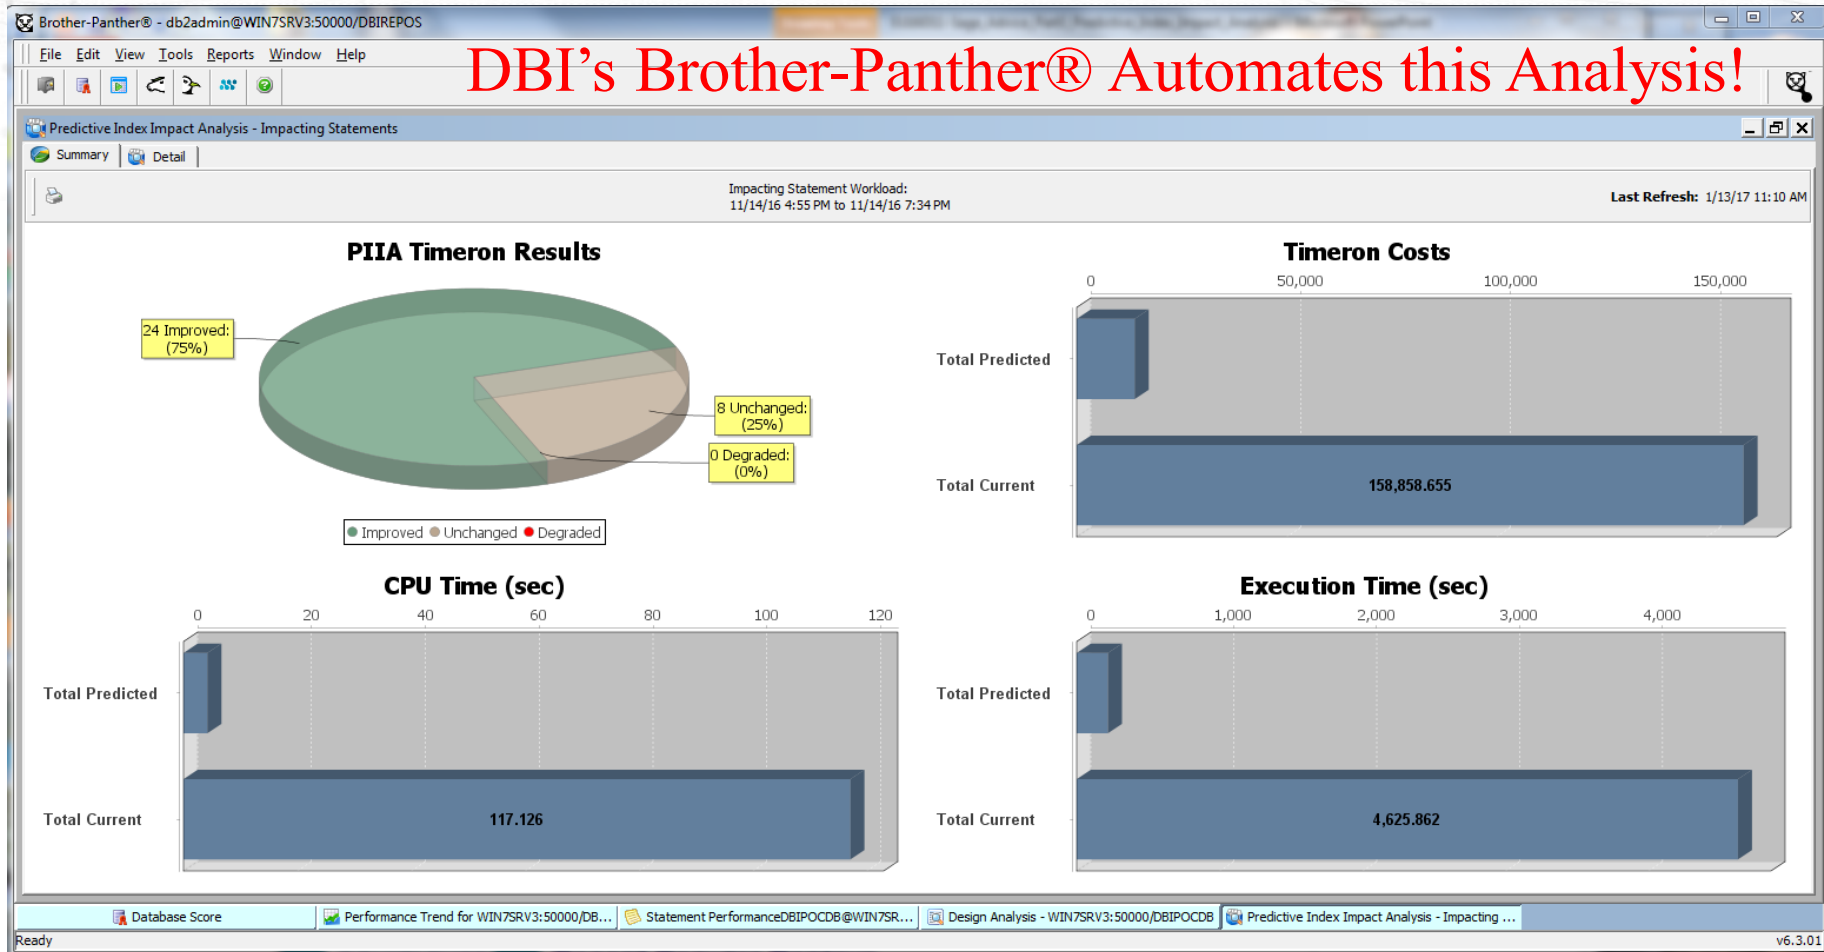 Brother-Panther® - db2admin@WIN7SRV3:50000/DBIREPOS
File Edit View Tools Reports Window Help
DBI's Brother-Panther® Automates this Analysis!
Predictive Index Impact Analysis - Impacting Statements
Summary Detail
Impacting Statement Workload:
11/14/16 4:55 PM to 11/14/16 7:34 PM
Last Refresh: 1/13/17 11:10 AM
PIIA Timeron Results
24 Improved:
(75%)
8 Unchanged:
(25%)
0 Degraded:
(0%)
Improved Unchanged Degraded
Timeron Costs
0 50,000 100,000 150,000
Total Predicted
Total Current
158,858.655
CPU Time (sec)
0 20 40 60 80 100 120
Total Predicted
Total Current
117.126
Execution Time (sec)
0 1,000 2,000 3,000 4,000
Total Predicted
Total Current
4,625.862
Database Score
Performance Trend for WIN7SRV3:50000/DB...
Statement PerformanceDBIPOCDB@WIN7SR...
Design Analysis - WIN7SRV3:50000/DBIPOCDB
Predictive Index Impact Analysis - Impacting ...
Ready
v6.3.01